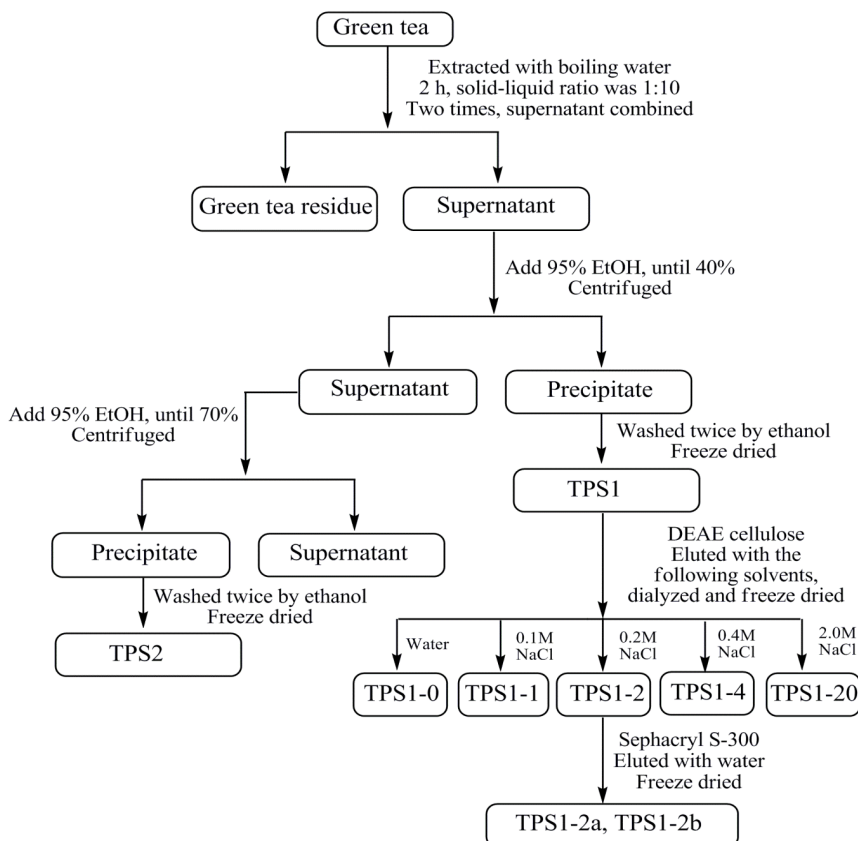 Green tea
Extracted with boiling water
2 h, solid-liquid ratio was 1:10
Two times, supernatant combined
Green tea residue
Supernatant
Add 95% EtOH, until 40%
Centrifuged
Supernatant
Precipitate
Add 95% EtOH, until 70%
Centrifuged
Washed twice by ethanol
Freeze dried
TPS1
Precipitate
Supernatant
DEAE cellulose
Eluted with the
following solvents,
dialyzed and freeze dried
Washed twice by ethanol
Freeze dried
TPS2
Water
0.1M
NaCl
0.2M
NaCl
0.4M
NaCl
2.0M
NaCl
TPS1-0
TPS1-1
TPS1-2
TPS1-4
TPS1-20
Sephacryl S-300
Eluted with water
Freeze dried
TPS1-2a, TPS1-2b